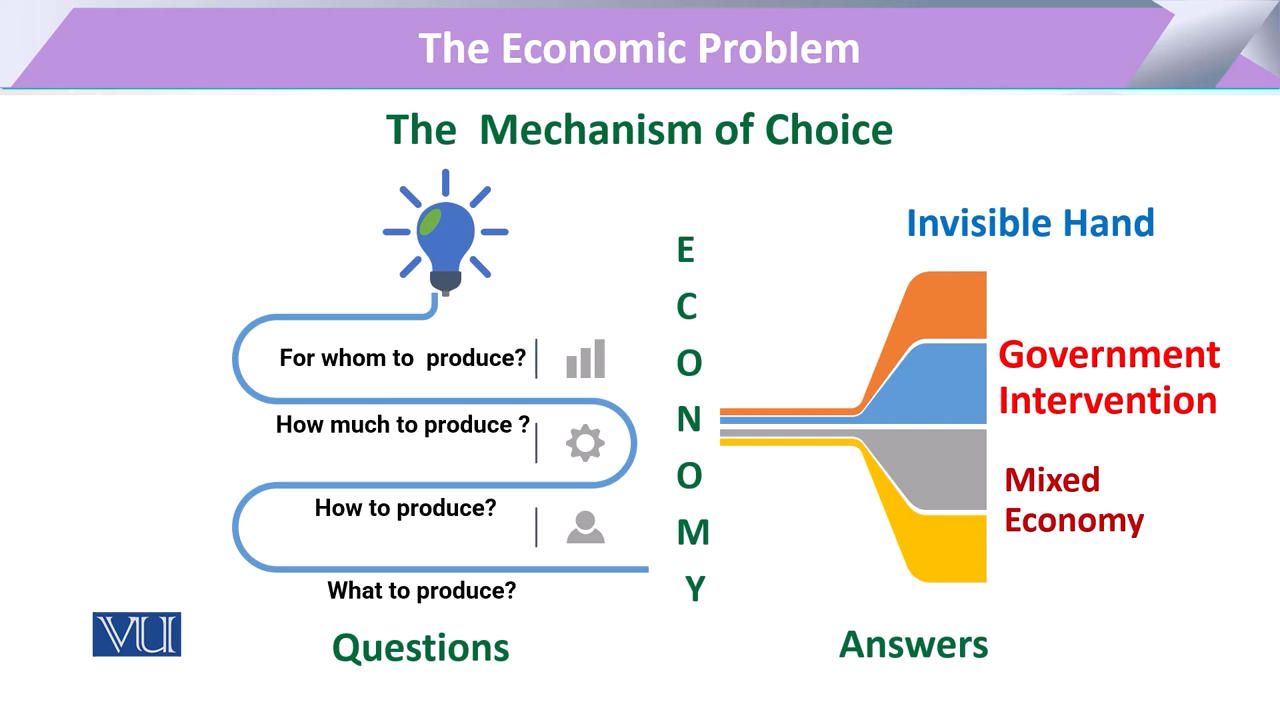 The Economic Problem
The Mechanism of Choice
For whom to produce?
How much to produce ?
How to produce?
What to produce?
Questions
E
C
O
N
O
M
Y
Invisible Hand
Government
Intervention
Mixed
Economy
Answers
VU